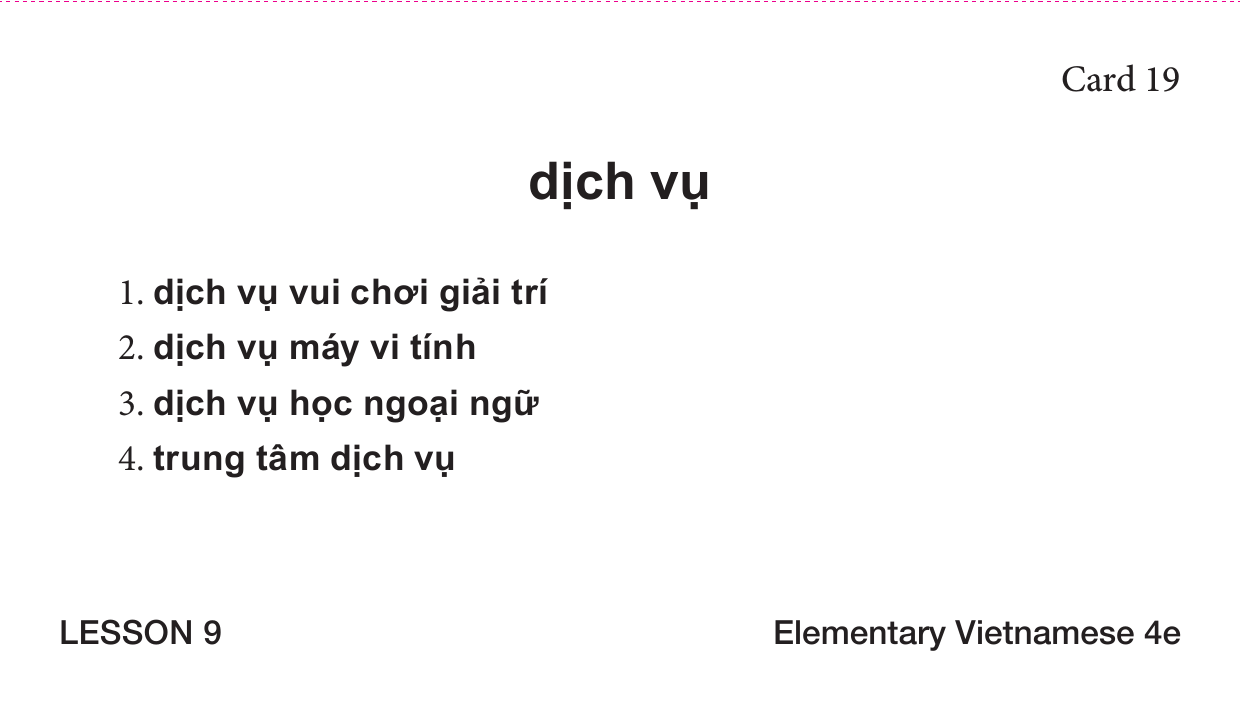 Card 19
dịch vụ
1. dịch vụ vui chơi giải trí
2. dịch vụ máy vi tính
3. dịch vụ học ngoại ngữ
4. trung tâm dịch vụ
LESSON 9
Elementary Vietnamese 4e